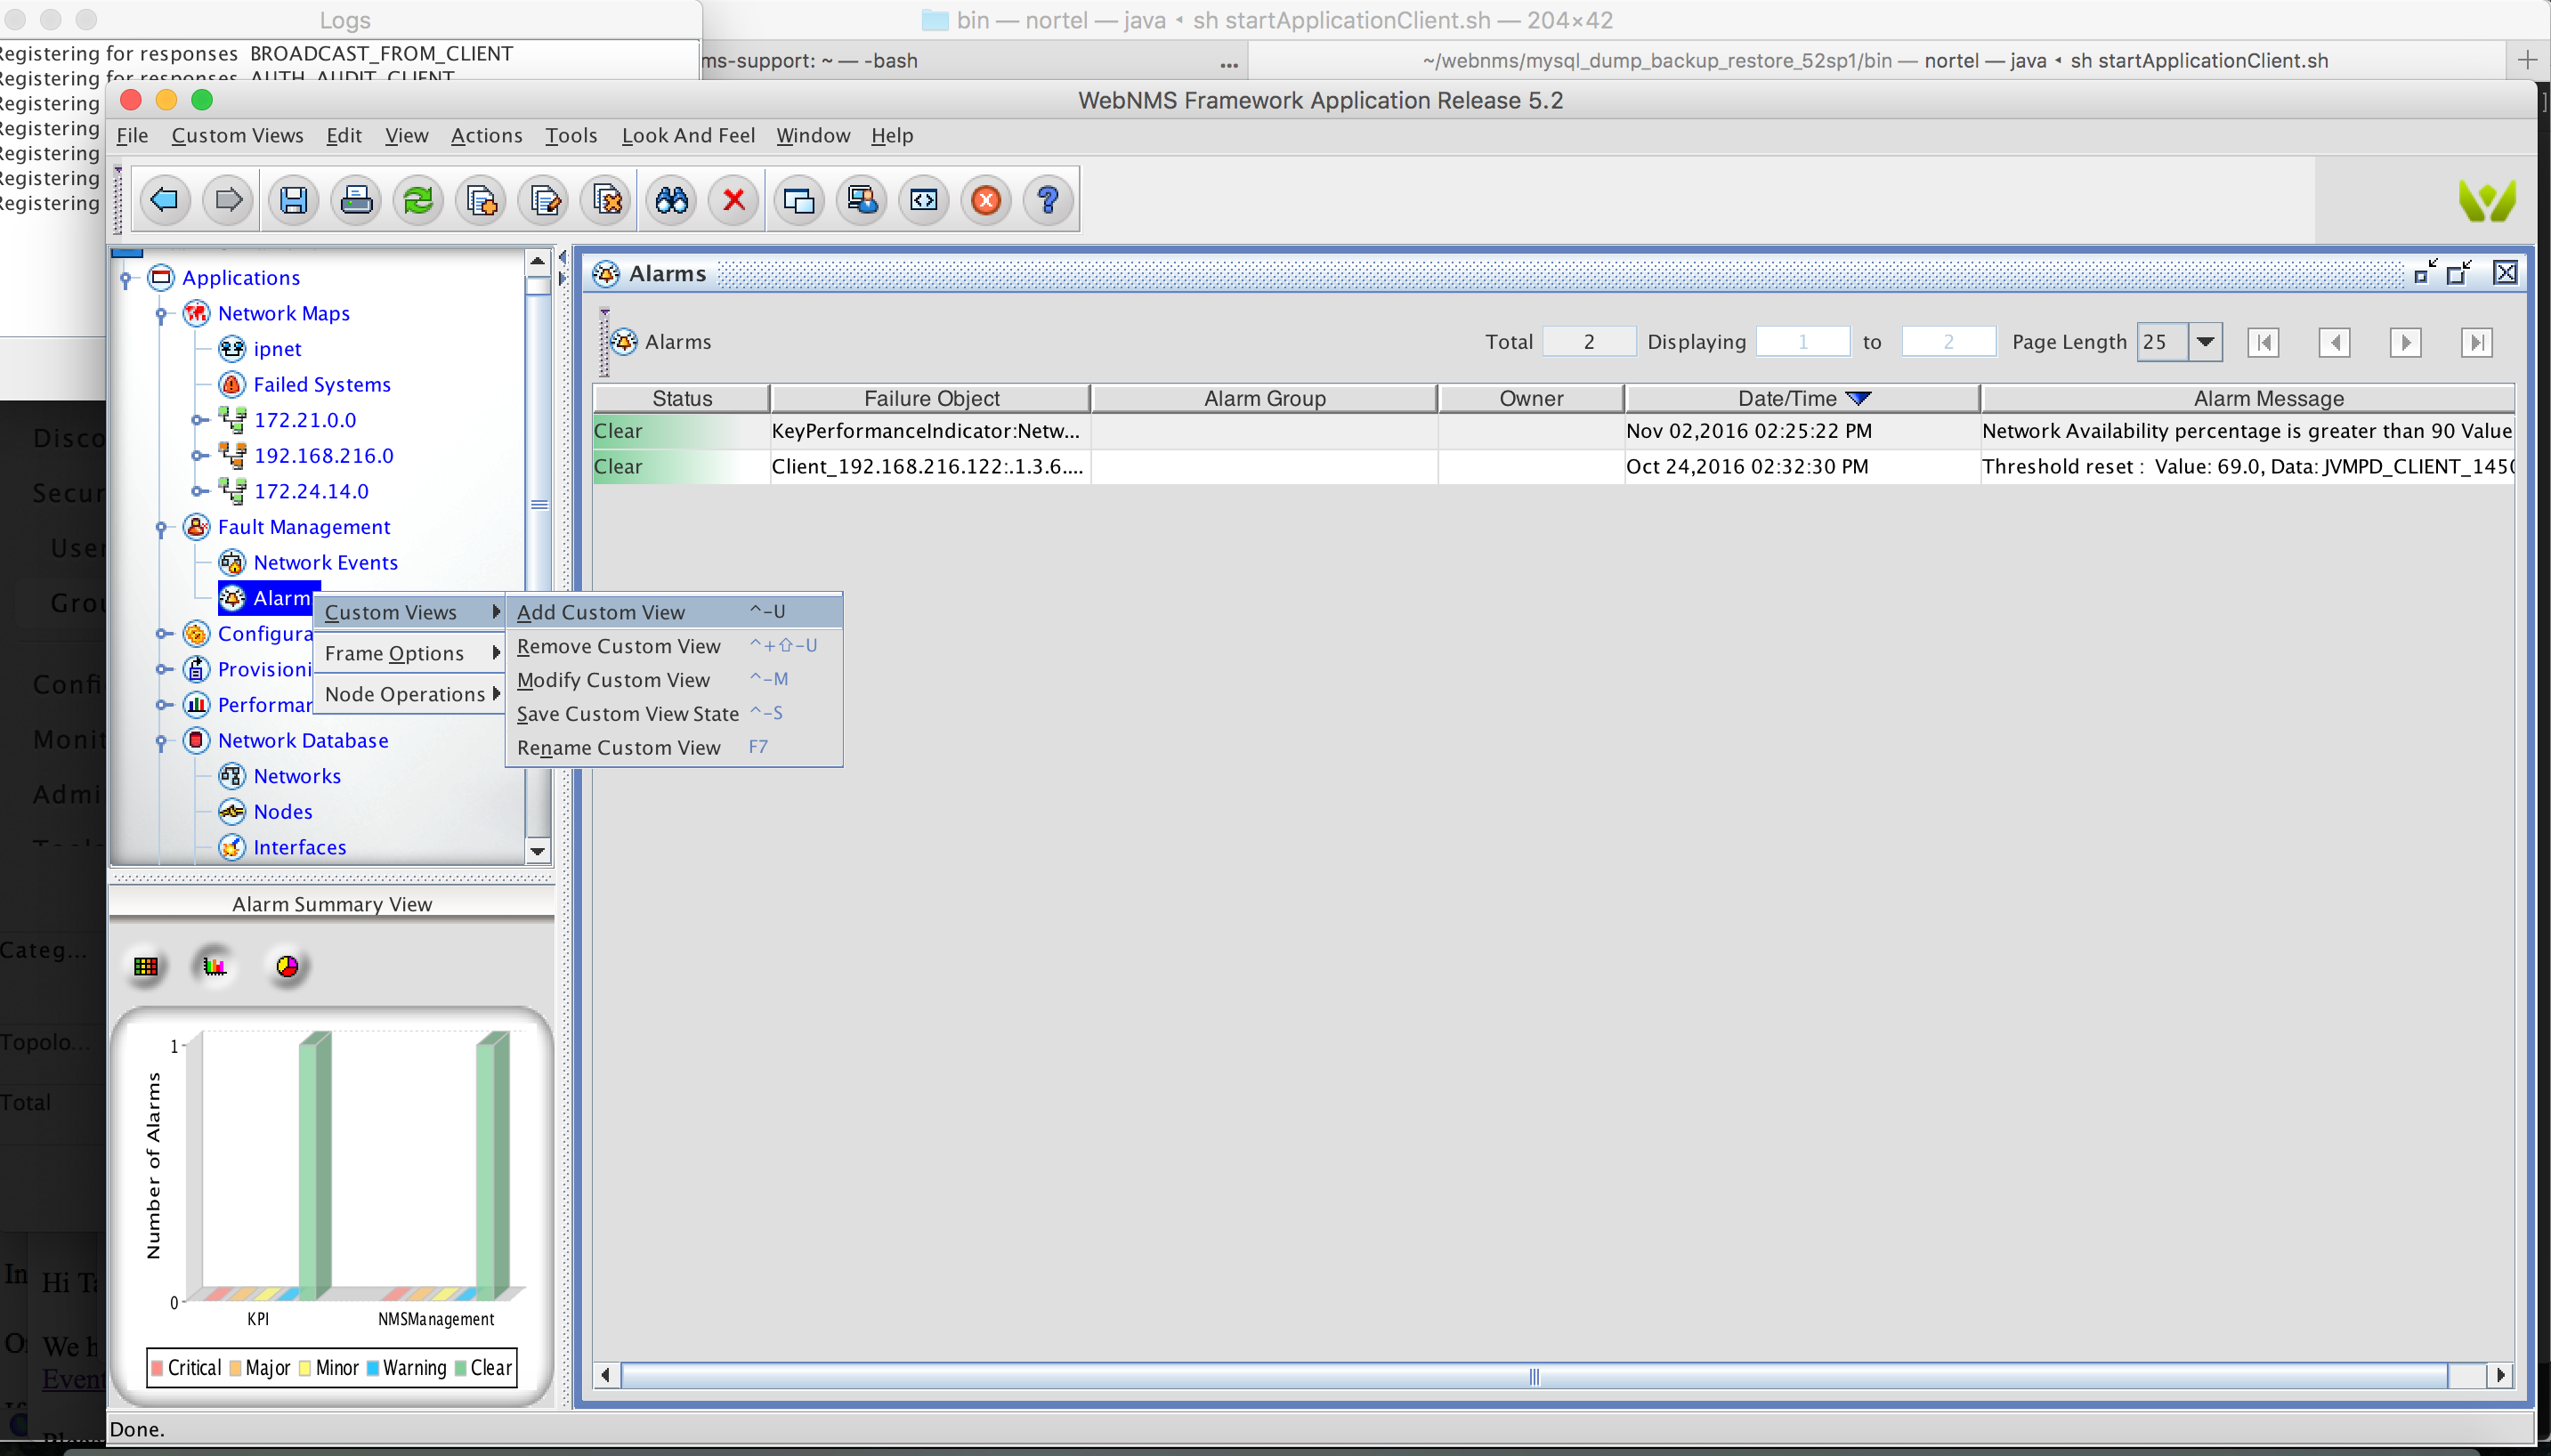 Logs
bin — nortel — java ◂ sh startApplicationClient.sh — 204×42
Registering for responses BROADCAST_FROM_CLIENT
ms-support: ~ — -bash
...
~/webnms/mysql_dump_backup_restore_52sp1/bin — nortel — java ◂ sh startApplicationClient.sh
Registering for responses AUTH_AUDIT_CLIENT
Registering
Registering
Registering
Registering
Registering
WebNMS Framework Application Release 5.2
File Custom Views Edit View Actions Tools Look And Feel Window Help
Applications
Network Maps
ipnet
Failed Systems
172.21.0.0
192.168.216.0
172.24.14.0
Fault Management
Network Events
Alarm
Configura
Provisioni
Performar
Network Database
Networks
Nodes
Interfaces
Custom Views
Frame Options
Node Operations
Add Custom View ^-U
Remove Custom View ^+⇧-U
Modify Custom View ^-M
Save Custom View State ^-S
Rename Custom View F7
Alarms
Alarms
Total 2 Displaying 1 to 2 Page Length 25
Status Failure Object Alarm Group Owner Date/Time Alarm Message
Clear KeyPerformanceIndicator:Netw... Nov 02,2016 02:25:22 PM Network Availability percentage is greater than 90 Value
Clear Client_192.168.216.122:.1.3.6.... Oct 24,2016 02:32:30 PM Threshold reset : Value: 69.0, Data: JVMPD_CLIENT_1450
Alarm Summary View
Number of Alarms
1
0
KPI NMSManagement
Critical Major Minor Warning Clear
Done.
Disco
Secur
User
Grou
Confi
Monit
Admi
Categ...
Topolo...
Total
In
Hi Ta
We h
Event